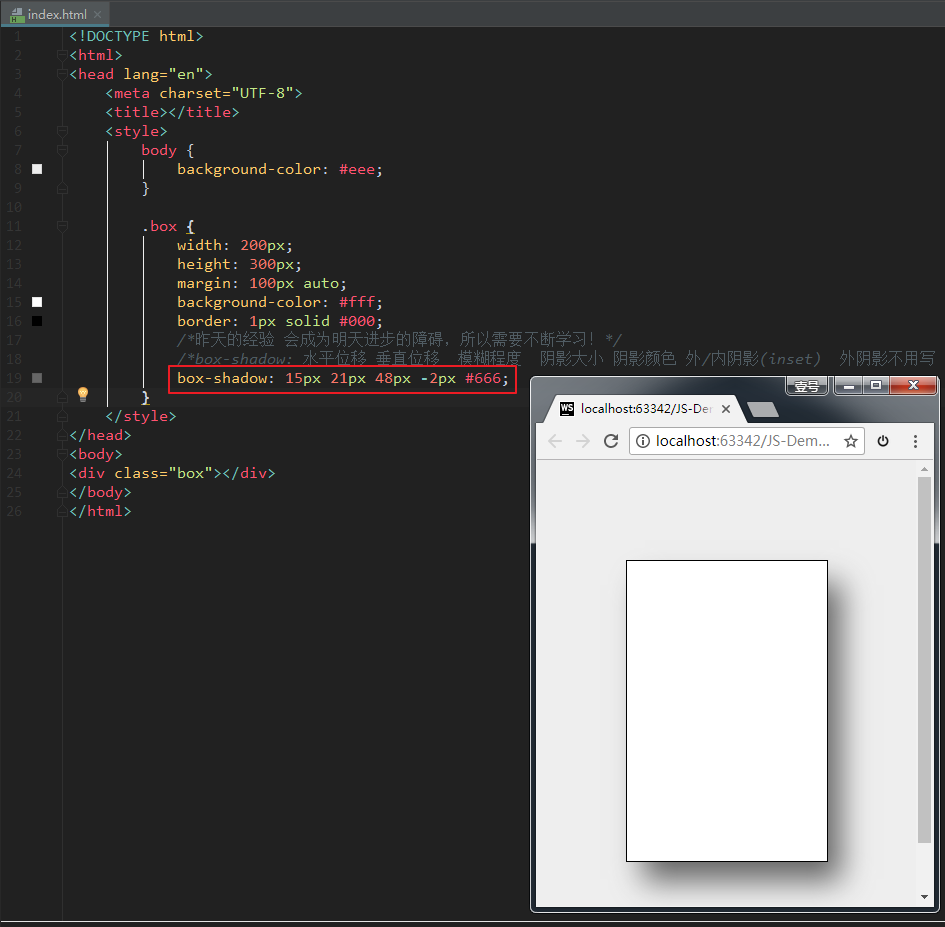 index.html
1 <!DOCTYPE html>
2 <html>
3 <head lang="en">
4 <meta charset="UTF-8">
5 <title></title>
6 <style>
7 body {
8 background-color: #eee;
9 }
10
11 .box {
12 width: 200px;
13 height: 300px;
14 margin: 100px auto;
15 background-color: #fff;
16 border: 1px solid #000;
17 /*昨天的经验 会成为明天进步的障碍，所以需要不断学习！*/
18 /*box-shadow: 水平位移 垂直位移 模糊程度 阴影大小 阴影颜色 外/内阴影(inset) 外阴影不用写
19 box-shadow: 15px 21px 48px -2px #666;
20 }
21 </style>
22 </head>
23 <body>
24 <div class="box"></div>
25 </body>
26 </html>
壹号
WS localhost:63342/JS-De
localhost:63342/JS-Dem...